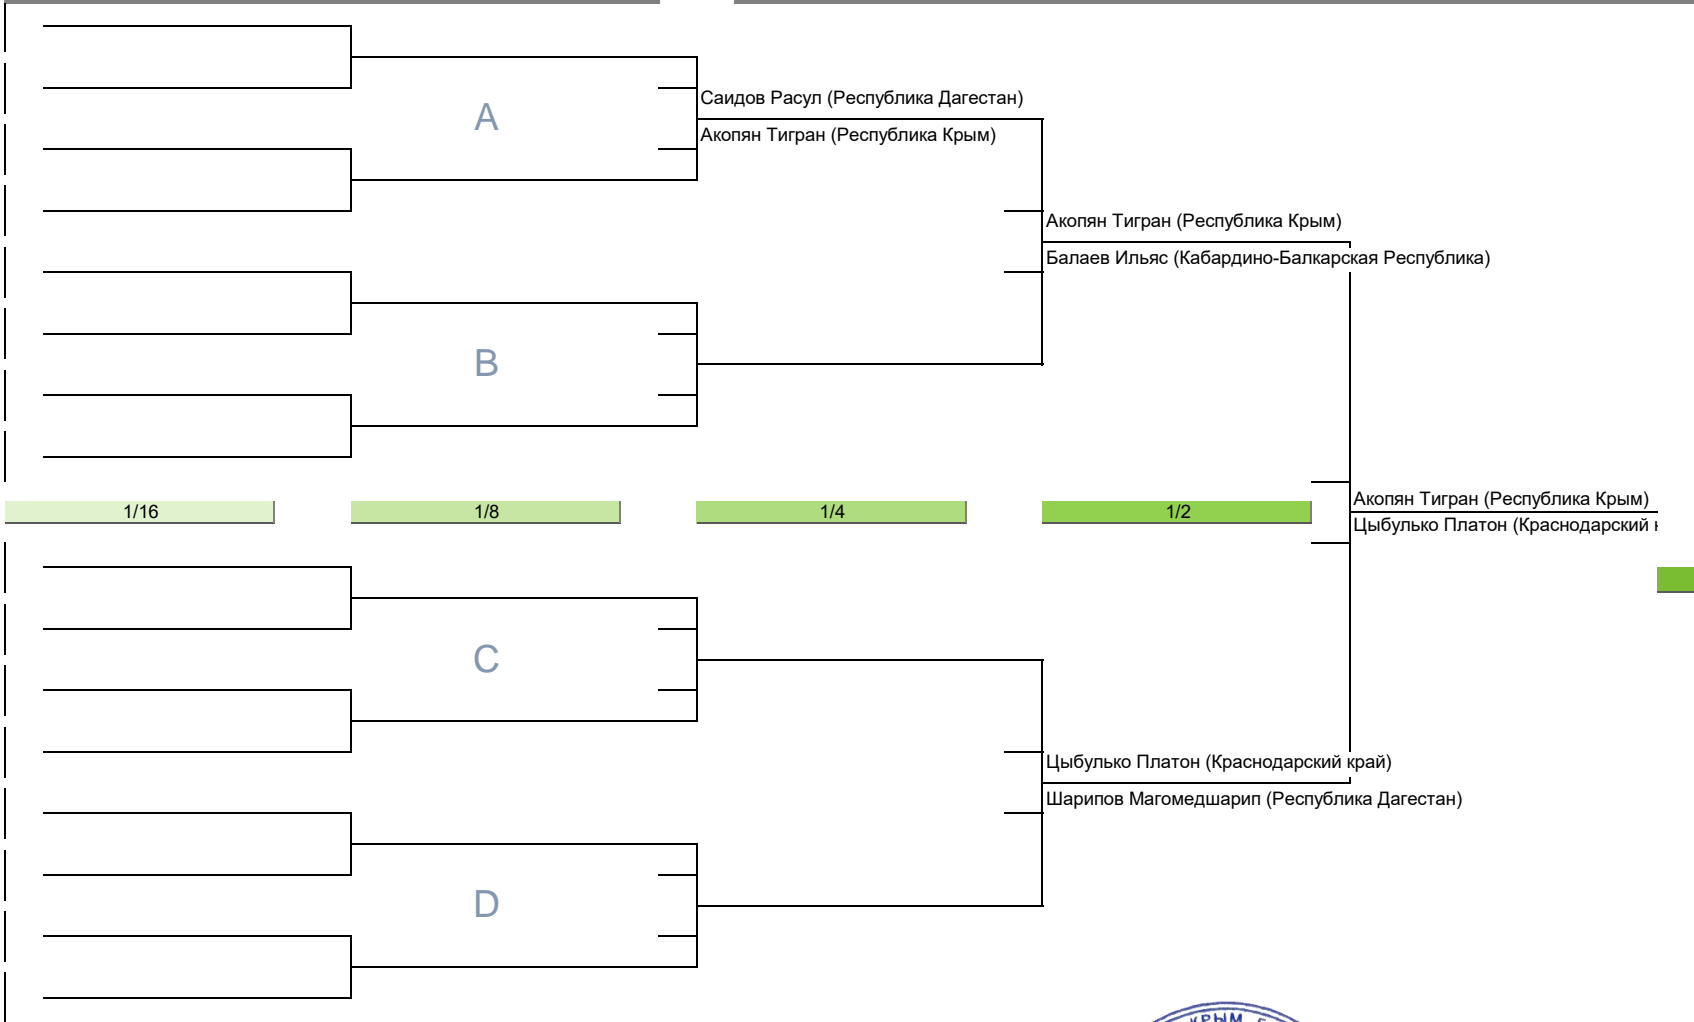 A
Саидов Расул (Республика Дагестан)
Акопян Тигран (Республика Крым)
Акопян Тигран (Республика Крым)
Балаев Ильяс (Кабардино-Балкарская Республика)
B
1/16
1/8
1/4
1/2
Акопян Тигран (Республика Крым)
Цыбулько Платон (Краснодарский
C
Цыбулько Платон (Краснодарский край)
Шарипов Магомедшарип (Республика Дагестан)
D
КРЫМ